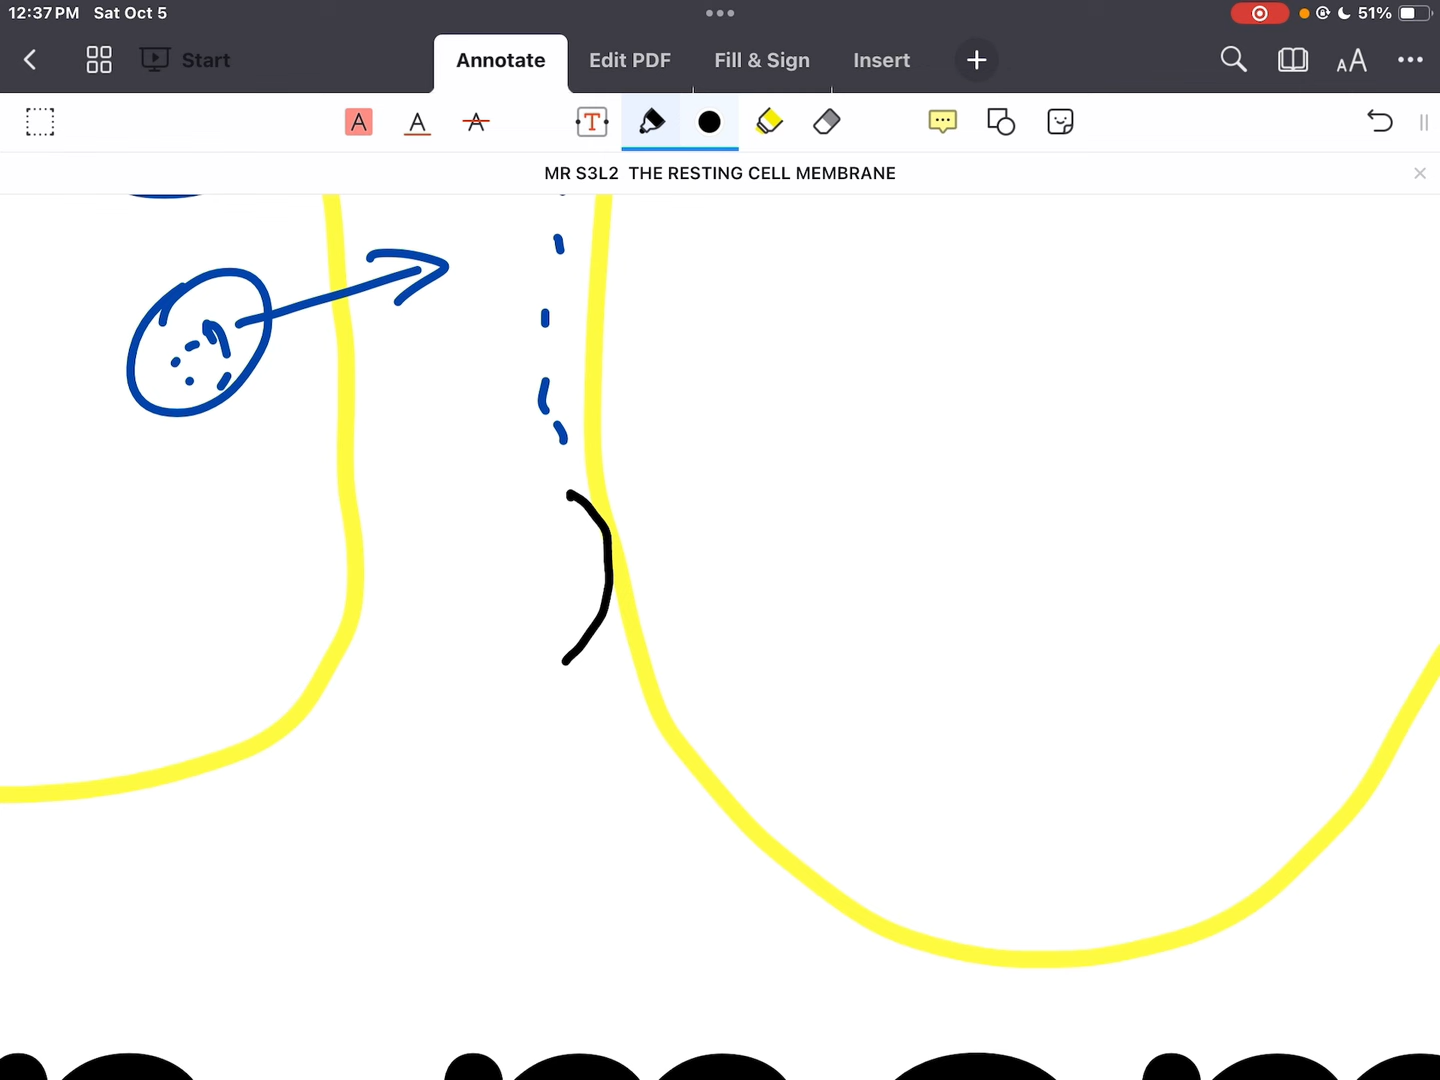 12:37 PM Sat Oct 5
51%
Start
Annotate
Edit PDF
Fill & Sign
Insert
AA
A
A
A
T
MR S3L2 THE RESTING CELL MEMBRANE